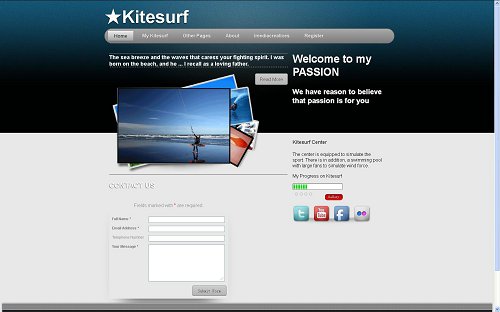 ★Kitesurf
Home My Kitesurf Other Pages About imediacreatives Register
The sea breeze and the waves that caress your fighting spirit. I was
born on the beach, and he ... I recall as a loving father.
Read More
Welcome to my
PASSION
We have reason to believe
that passion is for you
Kitesurf Center
The center is equipped to simulate the
sport. There is in addition, a swimming pool
with large fans to simulate wind force.
My Progress on Kitesurf
CONTACT US
Fields marked with * are required.
Full Name *
Email Address *
Telephone Number
Your Message *
Submit Form
You
Tube